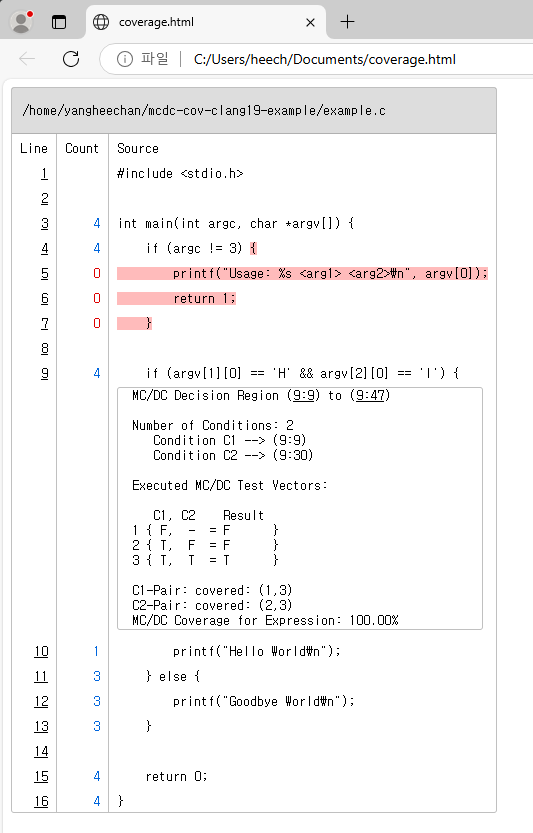 coverage.html
파일 C:/Users/heech/Documents/coverage.html
/home/yangheechan/mcdc-cov-clang19-example/example.c
Line Count Source
1 #include <stdio.h>
2
3 4 int main(int argc, char *argv[]) {
4 4 if (argc != 3) {
5 0 printf("Usage: %s <arg1> <arg2>₩n", argv[0]);
6 0 return 1;
7 0 }
8
9 4 if (argv[1][0] == 'H' && argv[2][0] == 'I') {
MC/DC Decision Region (9:9) to (9:47)
Number of Conditions: 2
Condition C1 --> (9:9)
Condition C2 --> (9:30)
Executed MC/DC Test Vectors:
C1, C2 Result
1 { F, - = F }
2 { T, F = F }
3 { T, T = T }
C1-Pair: covered: (1,3)
C2-Pair: covered: (2,3)
MC/DC Coverage for Expression: 100.00%
10 1 printf("Hello World₩n");
11 3 } else {
12 3 printf("Goodbye World₩n");
13 3 }
14
15 4 return 0;
16 4 }